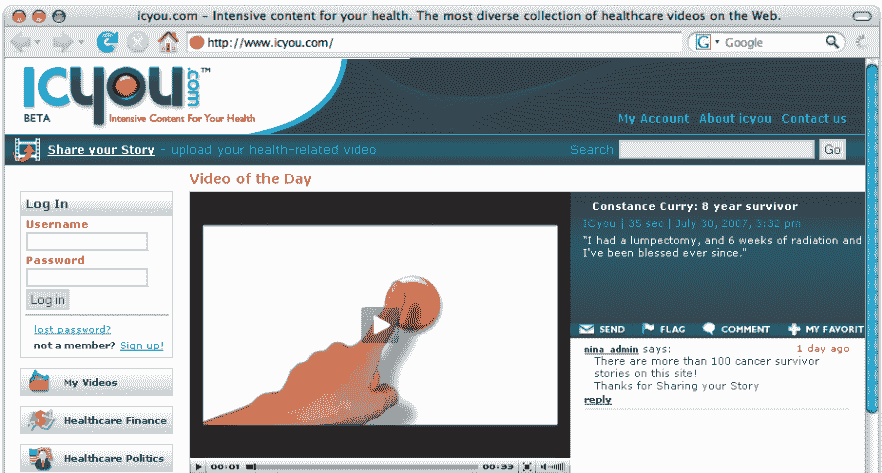 icyou.com – Intensive content for your health. The most diverse collection of healthcare videos on the Web.
http://www.icyou.com/
G Google
icyou.com™
BETA
Intensive Content For Your Health
My Account About icyou Contact us
Share your Story - upload your health-related video
Search Go
Video of the Day
Log In
Username
Password
Log in
lost password?
not a member? Sign up!
My Videos
Healthcare Finance
Healthcare Politics
00:01 00:33
Constance Curry: 8 year survivor
ICyou | 35 sec | July 30, 2007, 3:32 pm
"I had a lumpectomy, and 6 weeks of radiation and
I've been blessed ever since."
SEND FLAG COMMENT MY FAVORIT
nina_admin says: 1 day ago
There are more than 100 cancer survivor
stories on this site!
Thanks for Sharing your Story
reply